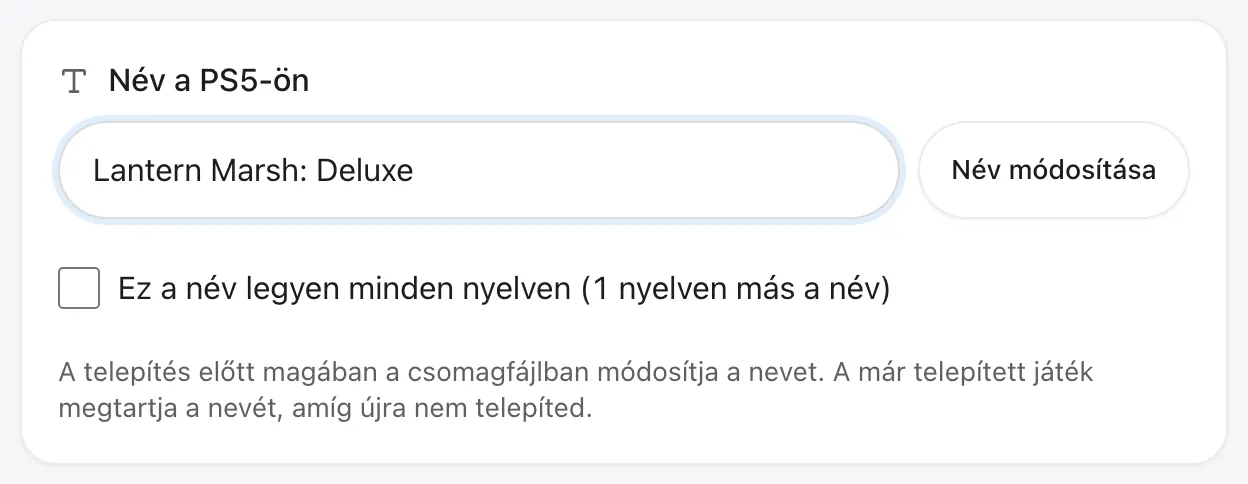 Név a PS5-ön
Lantern Marsh: Deluxe
Név módosítása
Ez a név legyen minden nyelven (1 nyelven más a név)
A telepítés előtt magában a csomagfájlban módosítja a nevet. A már telepített játék
megtartja a nevét, amíg újra nem telepíted.